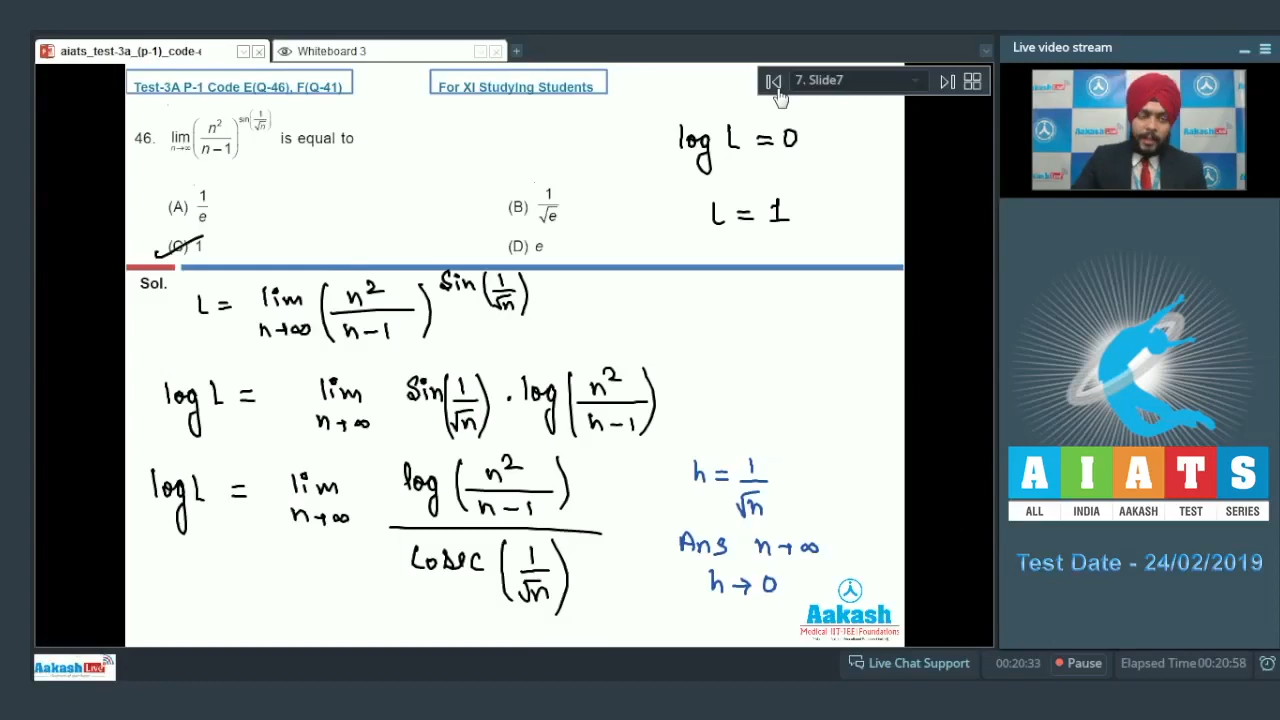 aiats_test-3a_(p-1)_code-e
Whiteboard 3
Live video stream
Test-3A P-1 Code E(Q-46), F(Q-41)
For XI Studying Students
7. Slide7
46. lim n→∞ (n²/(n−1))^sin(1/√n) is equal to
(A) 1/e
(B) 1/√e
(C) 1
(D) e
log L = 0
L = 1
Sol.
L = lim n→∞ (n²/(n−1))^Sin(1/√n)
log L = lim n→∞ Sin(1/√n) · log(n²/(n−1))
log L = lim n→∞ log(n²/(n−1)) / Cosec(1/√n)
h = 1/√n
Ans n→∞
h → 0
Aakash
Medical|IIT-JEE|Foundations
AakashLive
A I A T S
ALL INDIA AAKASH TEST SERIES
Test Date - 24/02/2019
AakashLive
Live Chat Support
00:20:33
Pause
Elapsed Time 00:20:58